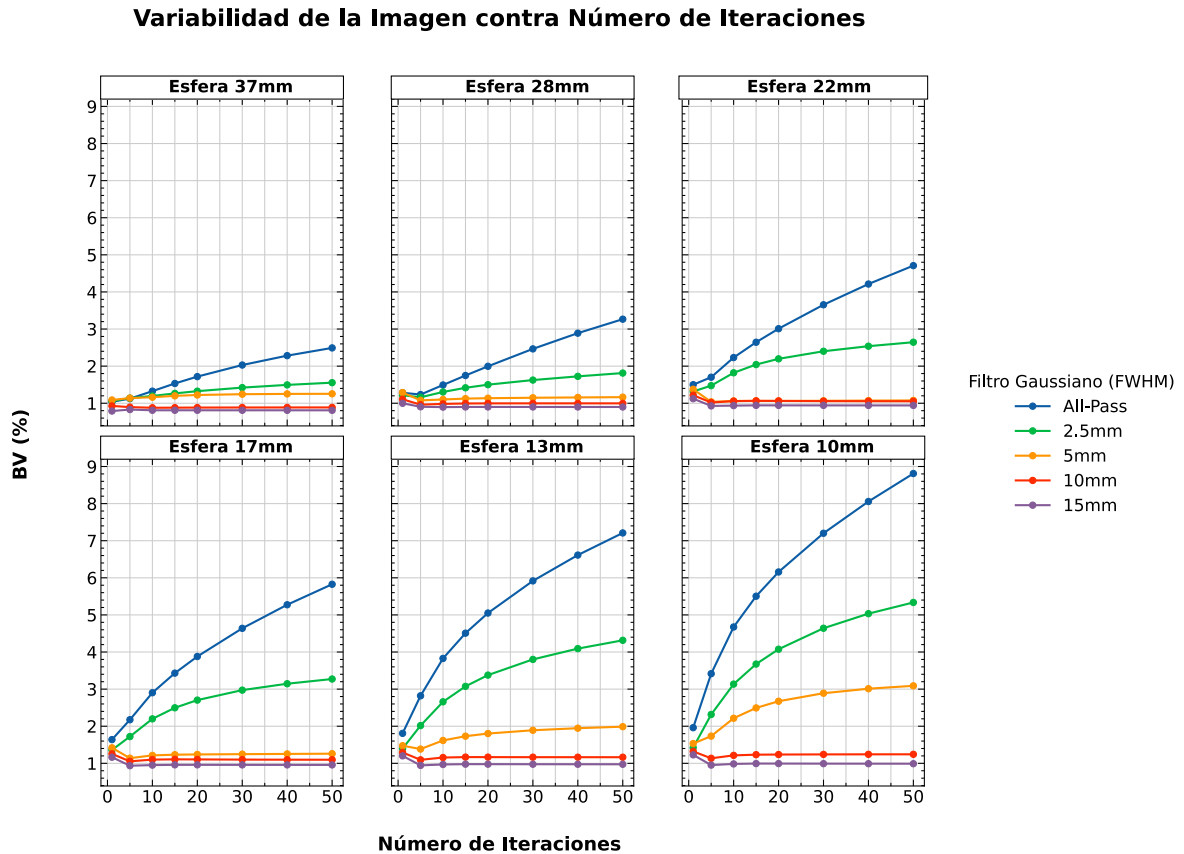 Variabilidad de la Imagen contra Número de Iteraciones
Esfera 37mm
Esfera 28mm
Esfera 22mm
9
8
7
6
5
4
3
2
1
Esfera 17mm
Esfera 13mm
Esfera 10mm
9
8
7
6
5
4
3
2
1
0 10 20 30 40 50
0 10 20 30 40 50
0 10 20 30 40 50
BV (%)
Número de Iteraciones
Filtro Gaussiano (FWHM)
All-Pass
2.5mm
5mm
10mm
15mm